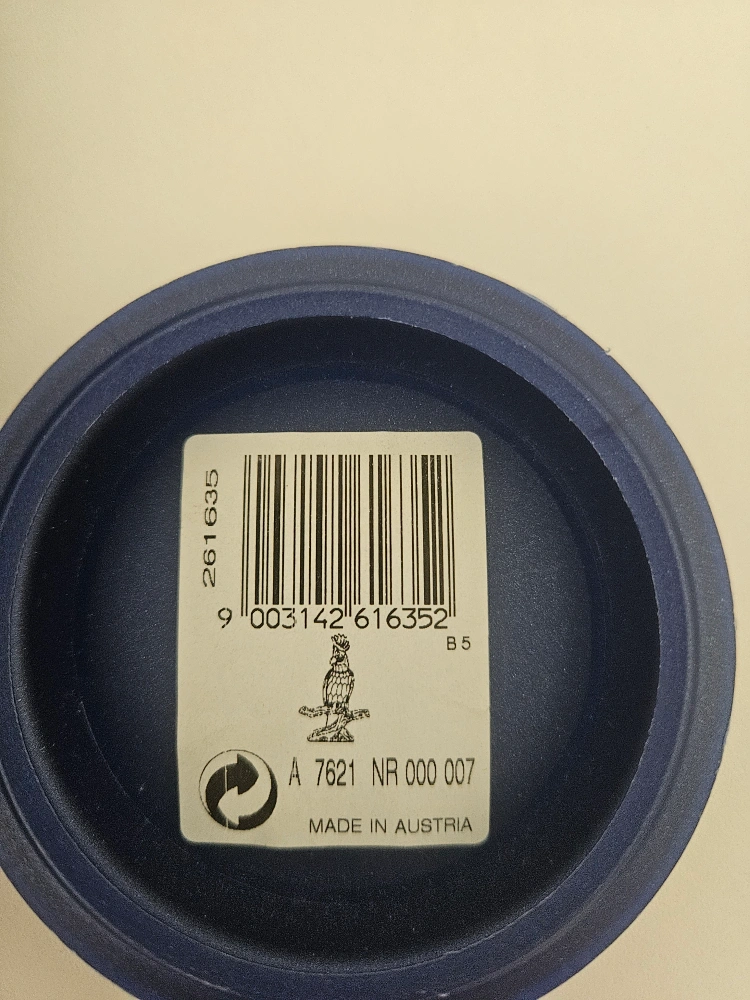 261635
9 003142 616352
B 5
A 7621 NR 000 007
MADE IN AUSTRIA